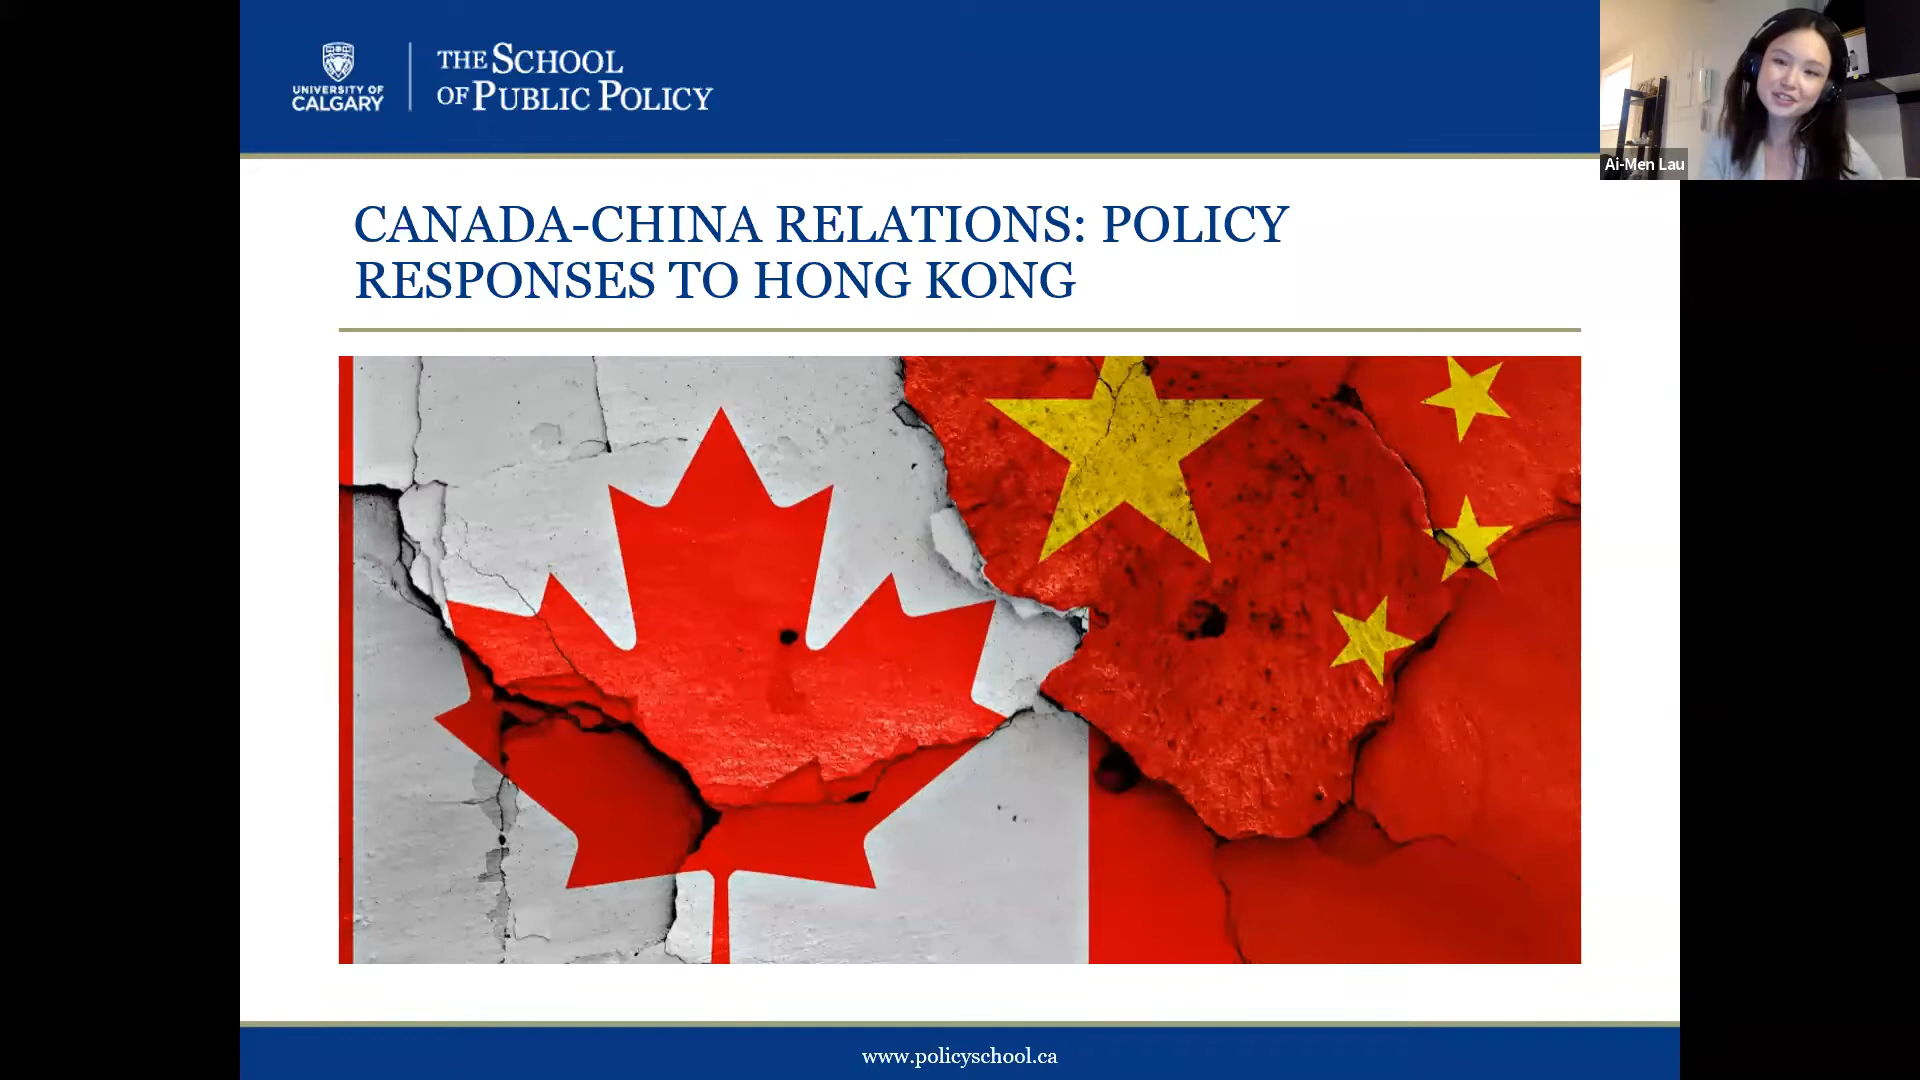 UNIVERSITY OF
CALGARY
THE SCHOOL
OF PUBLIC POLICY
Ai-Men Lau
CANADA-CHINA RELATIONS: POLICY
RESPONSES TO HONG KONG
www.policyschool.ca